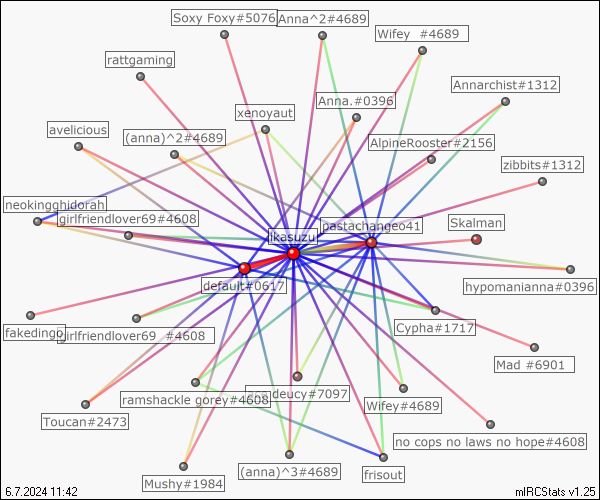 Soxy Foxy#5076
Anna^2#4689
Wifey #4689
rattgaming
Annarchist#1312
Anna.#0396
xenoyaut
avelicious
(anna)^2#4689
AlpineRooster#2156
zibbits#1312
neokingghidorah
girlfriendlover69#4608
pastachangeo41
Skalman
ikasuzu
default#0617
hypomanianna#0396
fakedingo
girlfriendlover69 #4608
Cypha#1717
Mad #6901
ramshackle gorey#4608
deucy#7097
Wifey#4689
Toucan#2473
no cops no laws no hope#4608
(anna)^3#4689
frisout
Mushy#1984
6.7.2024 11:42
mIRCStats v1.25